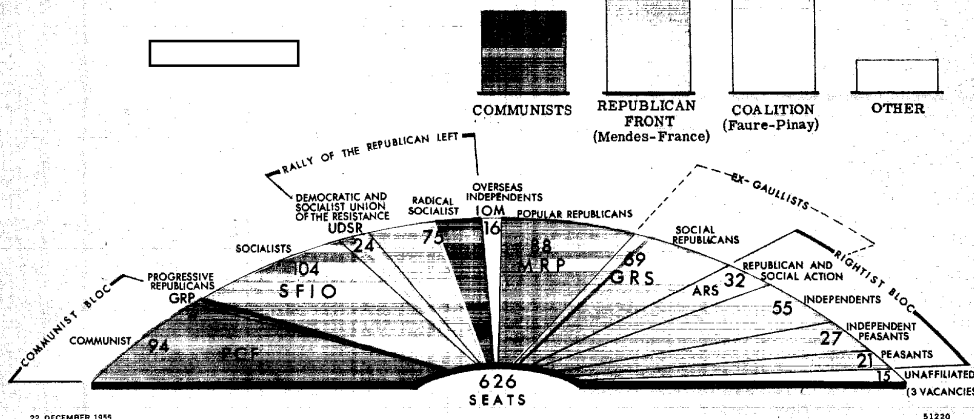 COMMUNISTS
REPUBLICAN
FRONT
(Mendes-France)
COALITION
(Faure-Pinay)
OTHER
RALLY OF THE REPUBLICAN LEFT
EX-GAULLISTS
RIGHTIST BLOC
COMMUNIST BLOC
COMMUNIST
94
PCF
PROGRESSIVE
REPUBLICANS
GRP
SOCIALISTS
104
SFIO
DEMOCRATIC AND
SOCIALIST UNION
OF THE RESISTANCE
UDSR
24
RADICAL
SOCIALIST
75
OVERSEAS
INDEPENDENTS
IOM
16
POPULAR REPUBLICANS
88
MRP
SOCIAL
REPUBLICANS
69
GRS
REPUBLICAN AND
SOCIAL ACTION
32
ARS
INDEPENDENTS
55
INDEPENDENT
PEASANTS
27
PEASANTS
21
UNAFFILIATED
15
(3 VACANCIES
626
SEATS
22 DECEMBER 1955
51220